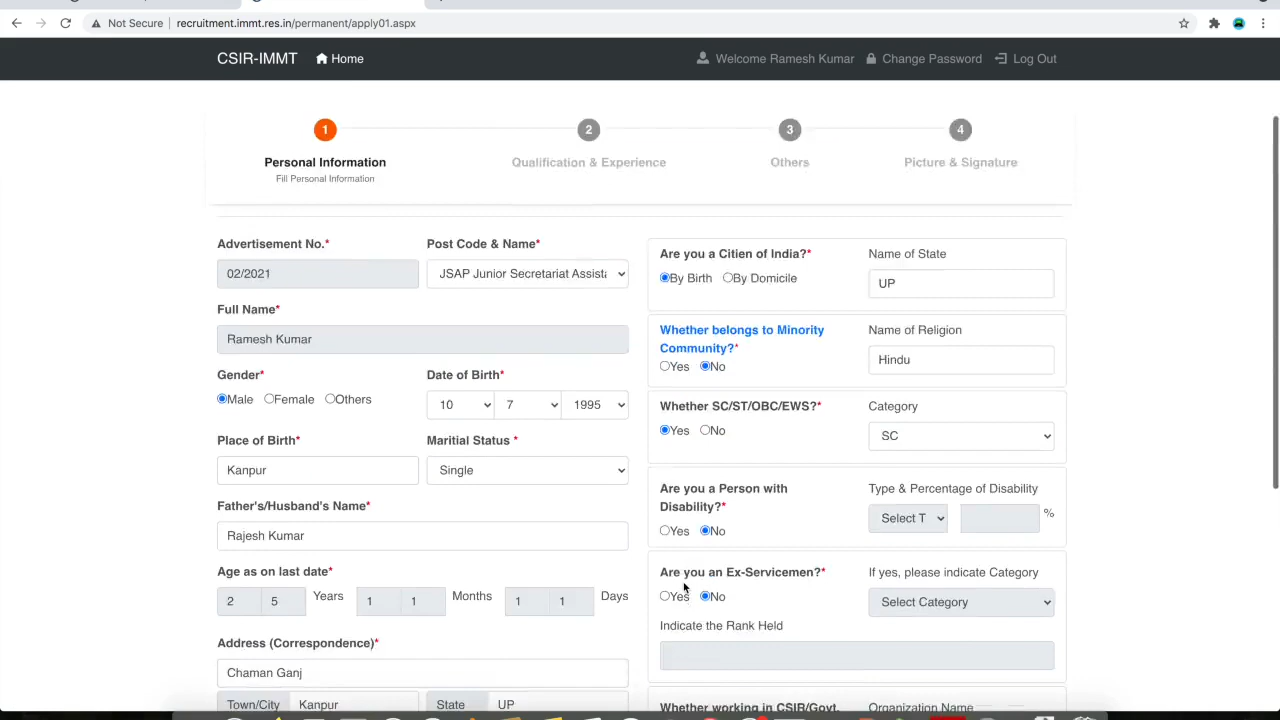 Not Secure recruitment.immt.res.in/permanent/apply01.aspx
CSIR-IMMT Home Welcome Ramesh Kumar Change Password Log Out
1 2 3 4
Personal Information Qualification & Experience Others Picture & Signature
Fill Personal Information
Advertisement No.* Post Code & Name*
02/2021 JSAP Junior Secretariat Assista
Full Name*
Ramesh Kumar
Gender* Date of Birth*
Male Female Others 10 7 1995
Place of Birth* Maritial Status *
Kanpur Single
Father's/Husband's Name*
Rajesh Kumar
Age as on last date*
2 5 Years 1 1 Months 1 1 Days
Address (Correspondence)*
Chaman Ganj
Town/City Kanpur State UP
Are you a Citien of India?* Name of State
By Birth By Domicile UP
Whether belongs to Minority Name of Religion
Community?*
Yes No Hindu
Whether SC/ST/OBC/EWS?* Category
Yes No SC
Are you a Person with Type & Percentage of Disability
Disability?*
Yes No Select T %
Are you an Ex-Servicemen?* If yes, please indicate Category
Yes No Select Category
Indicate the Rank Held
Whether working in CSIR/Govt. Organization Name